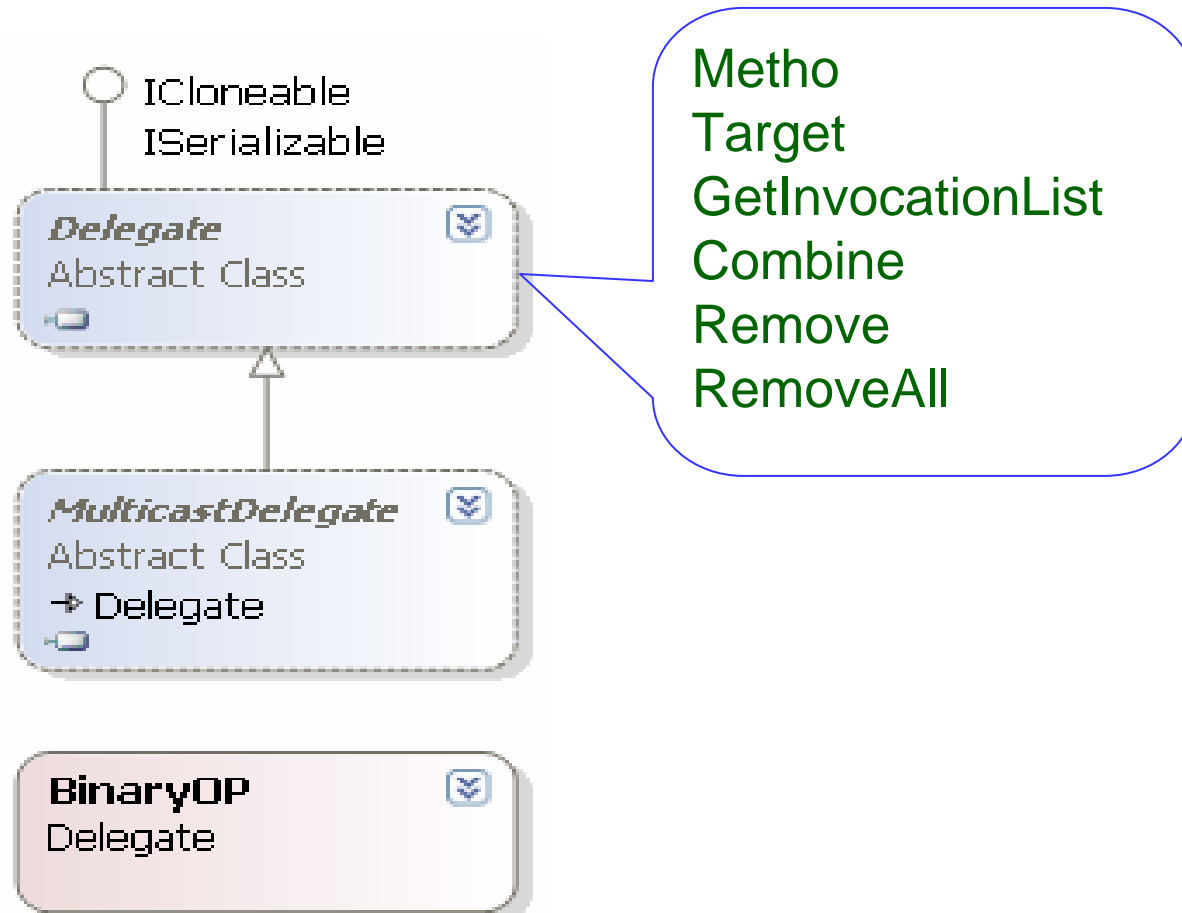 ICloneable
ISerializable
Delegate
Abstract Class
MulticastDelegate
Abstract Class
Delegate
BinaryOP
Delegate
Metho
Target
GetInvocationList
Combine
Remove
RemoveAll